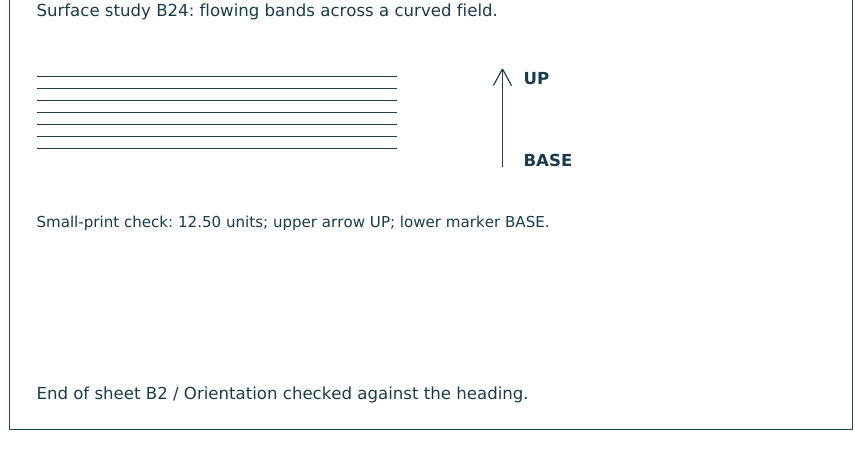 Surface study B24: flowing bands across a curved field.
UP
BASE
Small-print check: 12.50 units; upper arrow UP; lower marker BASE.
End of sheet B2 / Orientation checked against the heading.